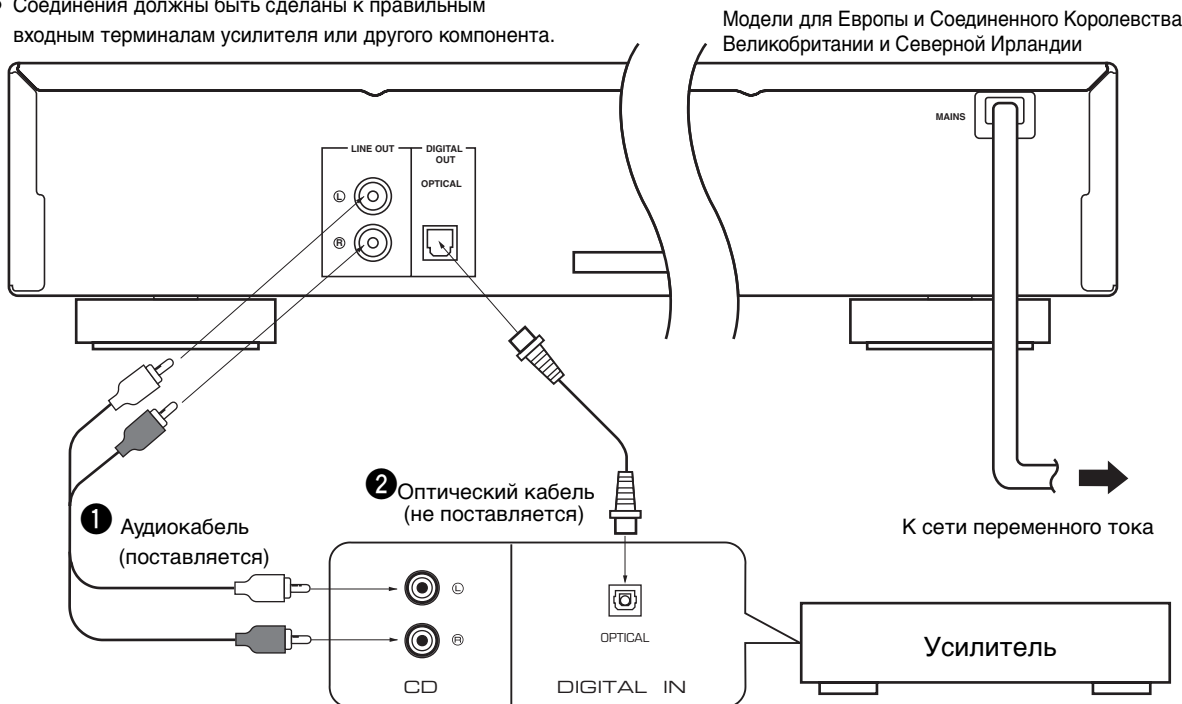 • Соединения должны быть сделаны к правильным
входным терминалам усилителя или другого компонента.
Модели для Европы и Соединенного Королевства
Великобритании и Северной Ирландии
MAINS
LINE OUT
DIGITAL
OUT
OPTICAL
L
R
2 Оптический кабель
(не поставляется)
1 Аудиокабель
(поставляется)
К сети переменного тока
L
R
OPTICAL
CD
DIGITAL IN
Усилитель